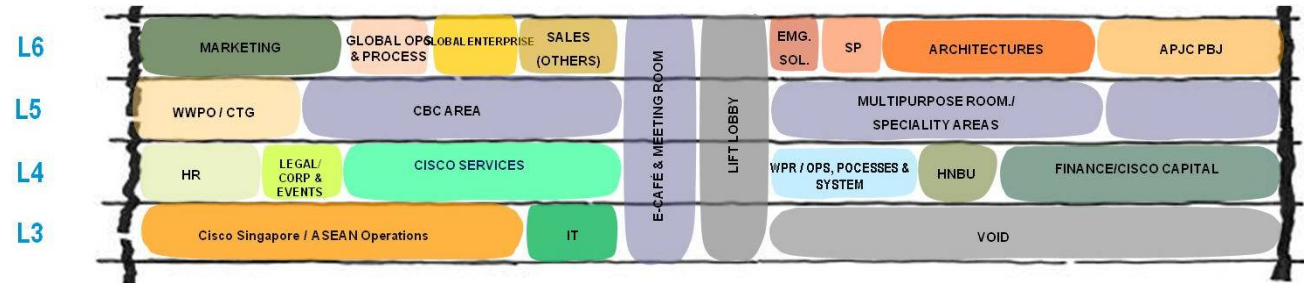 L6
MARKETING
GLOBAL OPS
& PROCESS
GLOBAL ENTERPRISE
SALES
(OTHERS)
EMG.
SOL.
SP
ARCHITECTURES
APJC PBJ
L5
WWPO / CTG
CBC AREA
MULTIPURPOSE ROOM./
SPECIALITY AREAS
L4
HR
LEGAL/
CORP &
EVENTS
CISCO SERVICES
WPR / OPS, POCESSES &
SYSTEM
HNBU
FINANCE/CISCO CAPITAL
L3
Cisco Singapore / ASEAN Operations
IT
E-CAFÉ & MEETING ROOM
LIFT LOBBY
VOID